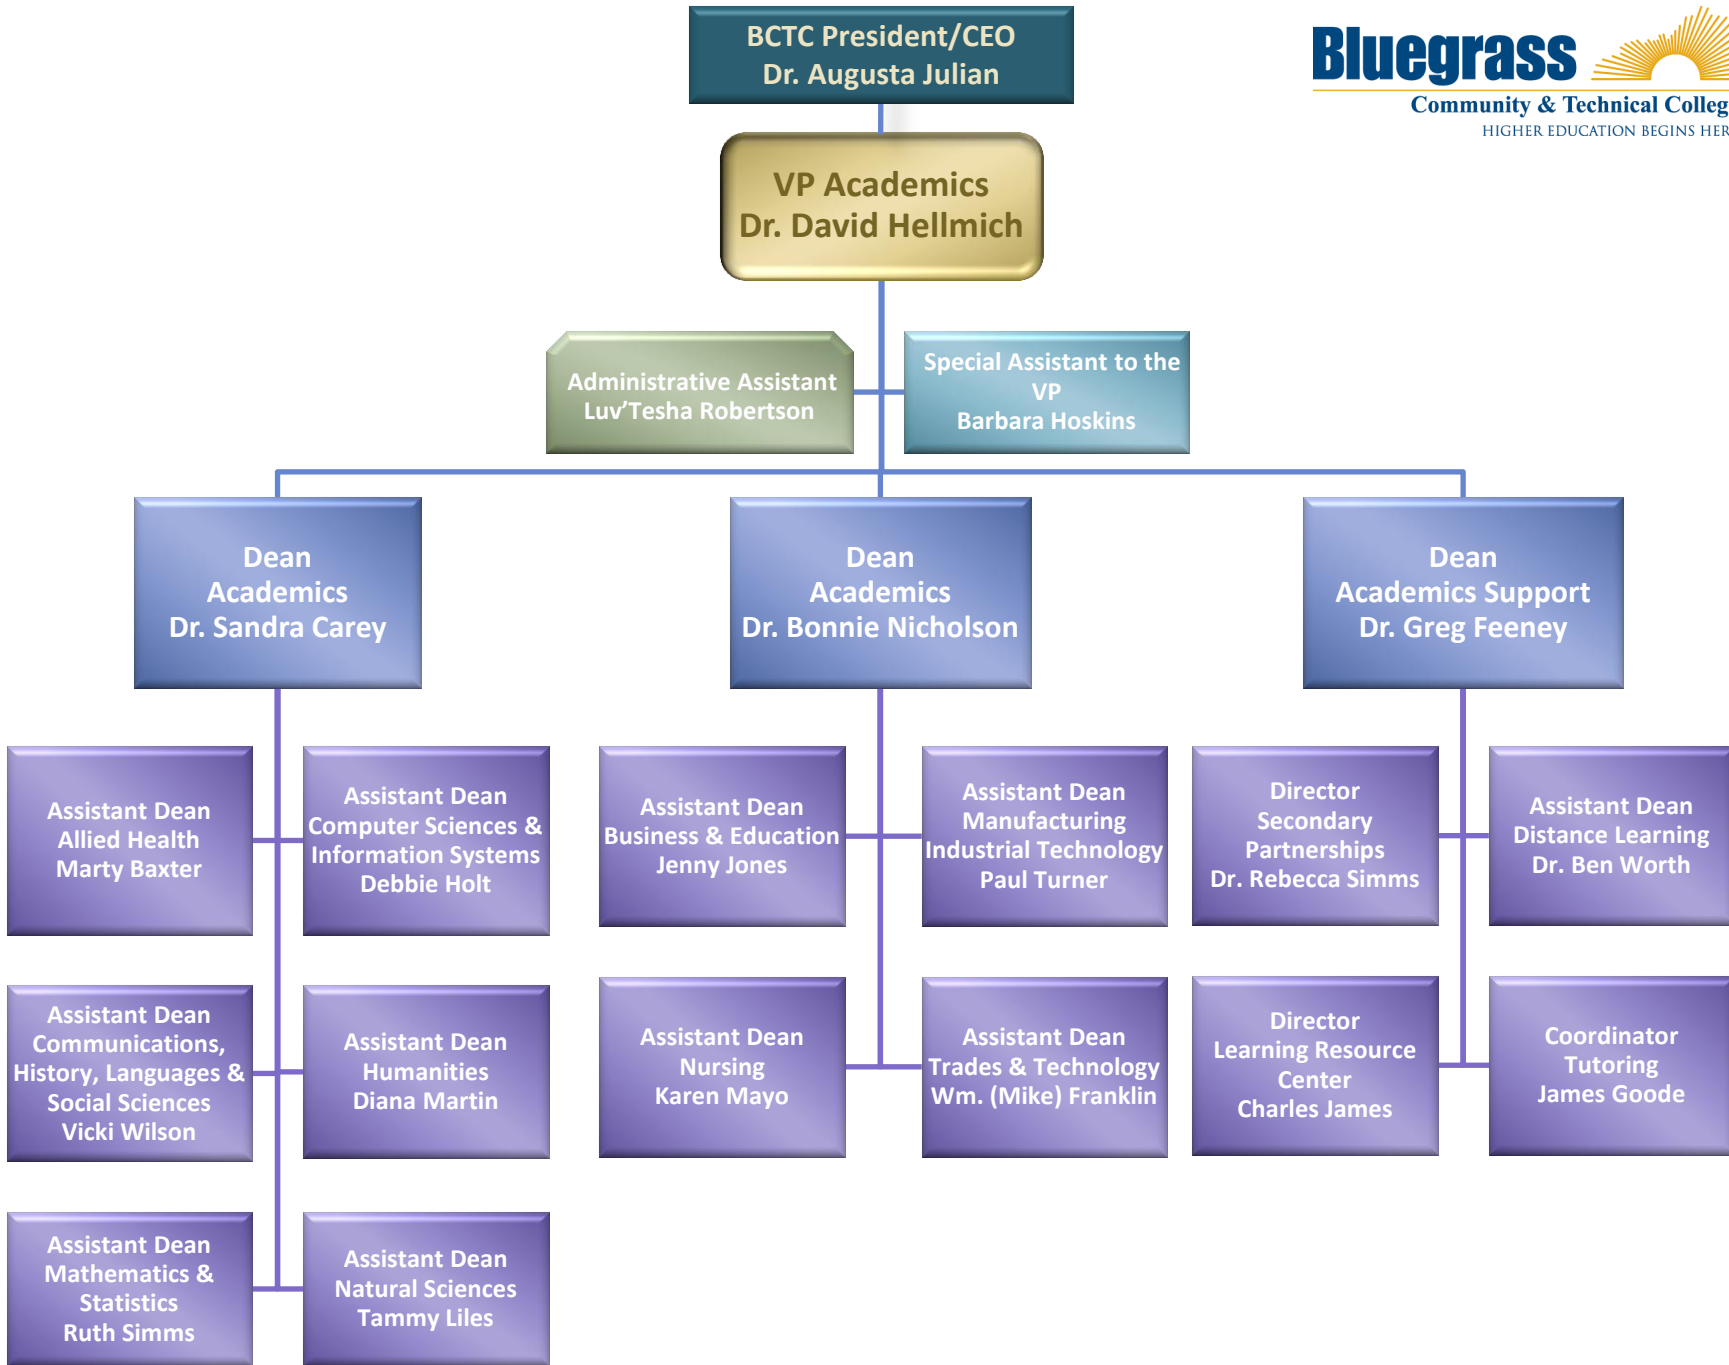 BCTC President/CEO
Dr. Augusta Julian
Bluegrass
Community & Technical Colleg
HIGHER EDUCATION BEGINS HER
VP Academics
Dr. David Hellmich
Administrative Assistant
Luv’Tesha Robertson
Special Assistant to the
VP
Barbara Hoskins
Dean
Academics
Dr. Sandra Carey
Dean
Academics
Dr. Bonnie Nicholson
Dean
Academics Support
Dr. Greg Feeney
Assistant Dean
Allied Health
Marty Baxter
Assistant Dean
Computer Sciences &
Information Systems
Debbie Holt
Assistant Dean
Business & Education
Jenny Jones
Assistant Dean
Manufacturing
Industrial Technology
Paul Turner
Director
Secondary
Partnerships
Dr. Rebecca Simms
Assistant Dean
Distance Learning
Dr. Ben Worth
Assistant Dean
Communications,
History, Languages &
Social Sciences
Vicki Wilson
Assistant Dean
Humanities
Diana Martin
Assistant Dean
Nursing
Karen Mayo
Assistant Dean
Trades & Technology
Wm. (Mike) Franklin
Director
Learning Resource
Center
Charles James
Coordinator
Tutoring
James Goode
Assistant Dean
Mathematics &
Statistics
Ruth Simms
Assistant Dean
Natural Sciences
Tammy Liles